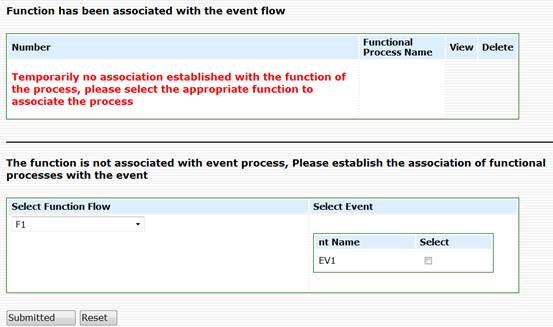 Function has been associated with the event flow
Number
Functional
Process Name
View
Delete
Temporarily no association established with the function of
the process, please select the appropriate function to
associate the process
The function is not associated with event process, Please establish the association of functional
processes with the event
Select Function Flow
Select Event
F1
nt Name
Select
EV1
Submitted
Reset